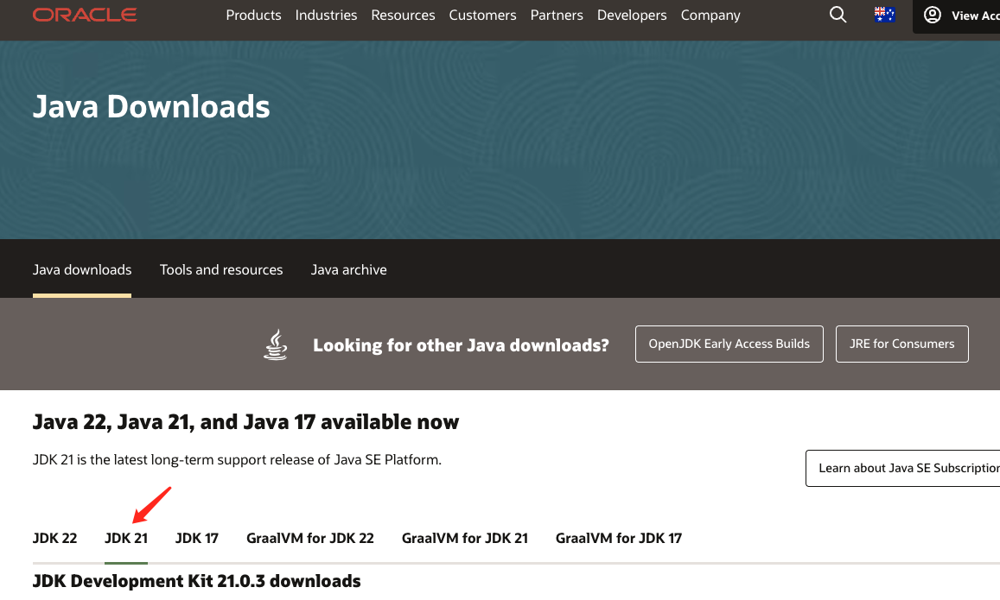 ORACLE
Products Industries Resources Customers Partners Developers Company
View Acc
Java Downloads
Java downloads Tools and resources Java archive
Looking for other Java downloads? OpenJDK Early Access Builds JRE for Consumers
Java 22, Java 21, and Java 17 available now
JDK 21 is the latest long-term support release of Java SE Platform.
Learn about Java SE Subscription
JDK 22 JDK 21 JDK 17 GraalVM for JDK 22 GraalVM for JDK 21 GraalVM for JDK 17
JDK Development Kit 21.0.3 downloads